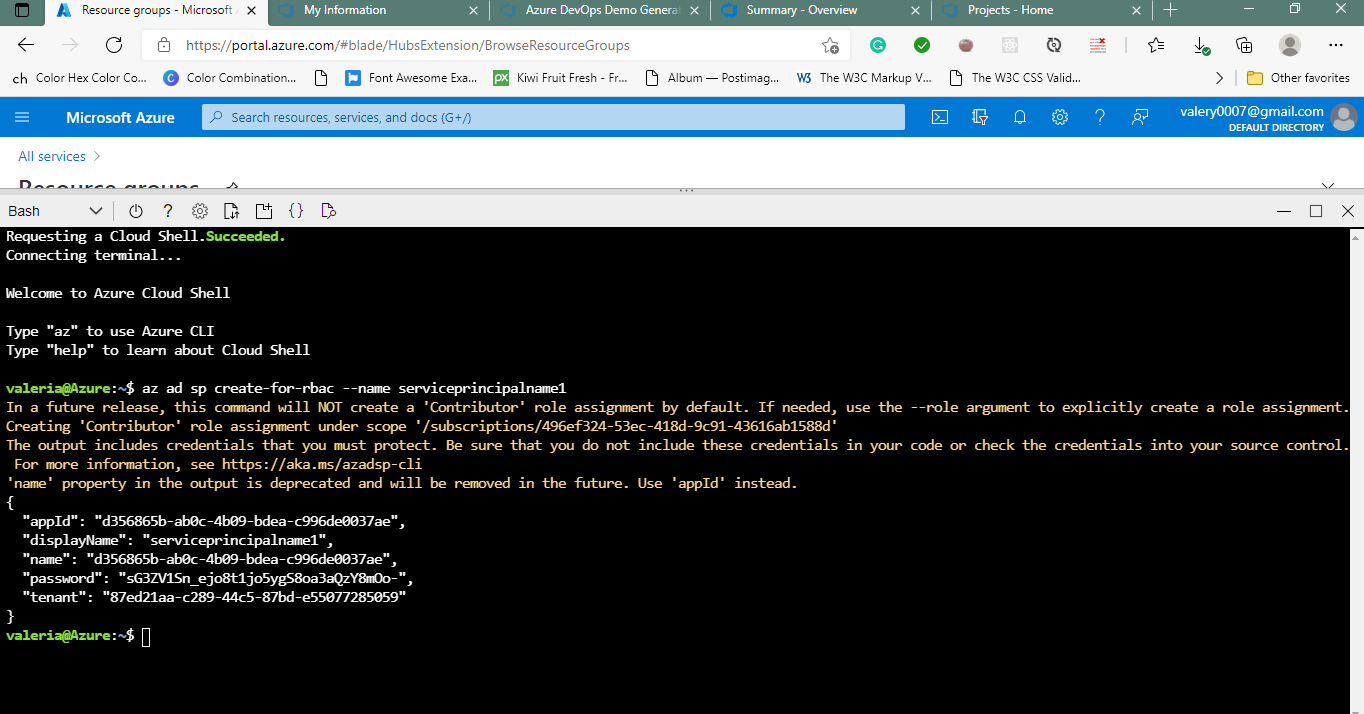 Resource groups - Microsoft
My Information
Azure DevOps Demo Genera
Summary - Overview
Projects - Home
https://portal.azure.com/#blade/HubsExtension/BrowseResourceGroups
ch Color Hex Color Co...
Color Combination...
Font Awesome Exa...
Kiwi Fruit Fresh - Fr...
Album — Postimag...
The W3C Markup V...
The W3C CSS Valid...
Other favorites
Microsoft Azure
Search resources, services, and docs (G+/)
valery0007@gmail.com
DEFAULT DIRECTORY
All services >
Resource groups
Bash
Requesting a Cloud Shell.Succeeded.
Connecting terminal...
Welcome to Azure Cloud Shell
Type "az" to use Azure CLI
Type "help" to learn about Cloud Shell
valeria@Azure:~$ az ad sp create-for-rbac --name serviceprincipalname1
In a future release, this command will NOT create a 'Contributor' role assignment by default. If needed, use the --role argument to explicitly create a role assignment.
Creating 'Contributor' role assignment under scope '/subscriptions/496ef324-53ec-418d-9c91-43616ab1588d'
The output includes credentials that you must protect. Be sure that you do not include these credentials in your code or check the credentials into your source control.
For more information, see https://aka.ms/azadsp-cli
'name' property in the output is deprecated and will be removed in the future. Use 'appId' instead.
{
"appId": "d356865b-ab0c-4b09-bdea-c996de0037ae",
"displayName": "serviceprincipalname1",
"name": "d356865b-ab0c-4b09-bdea-c996de0037ae",
"password": "sG3ZV1Sn_ejo8t1jo5ygS8oa3aQzY8mOo-",
"tenant": "87ed21aa-c289-44c5-87bd-e55077285059"
}
valeria@Azure:~$